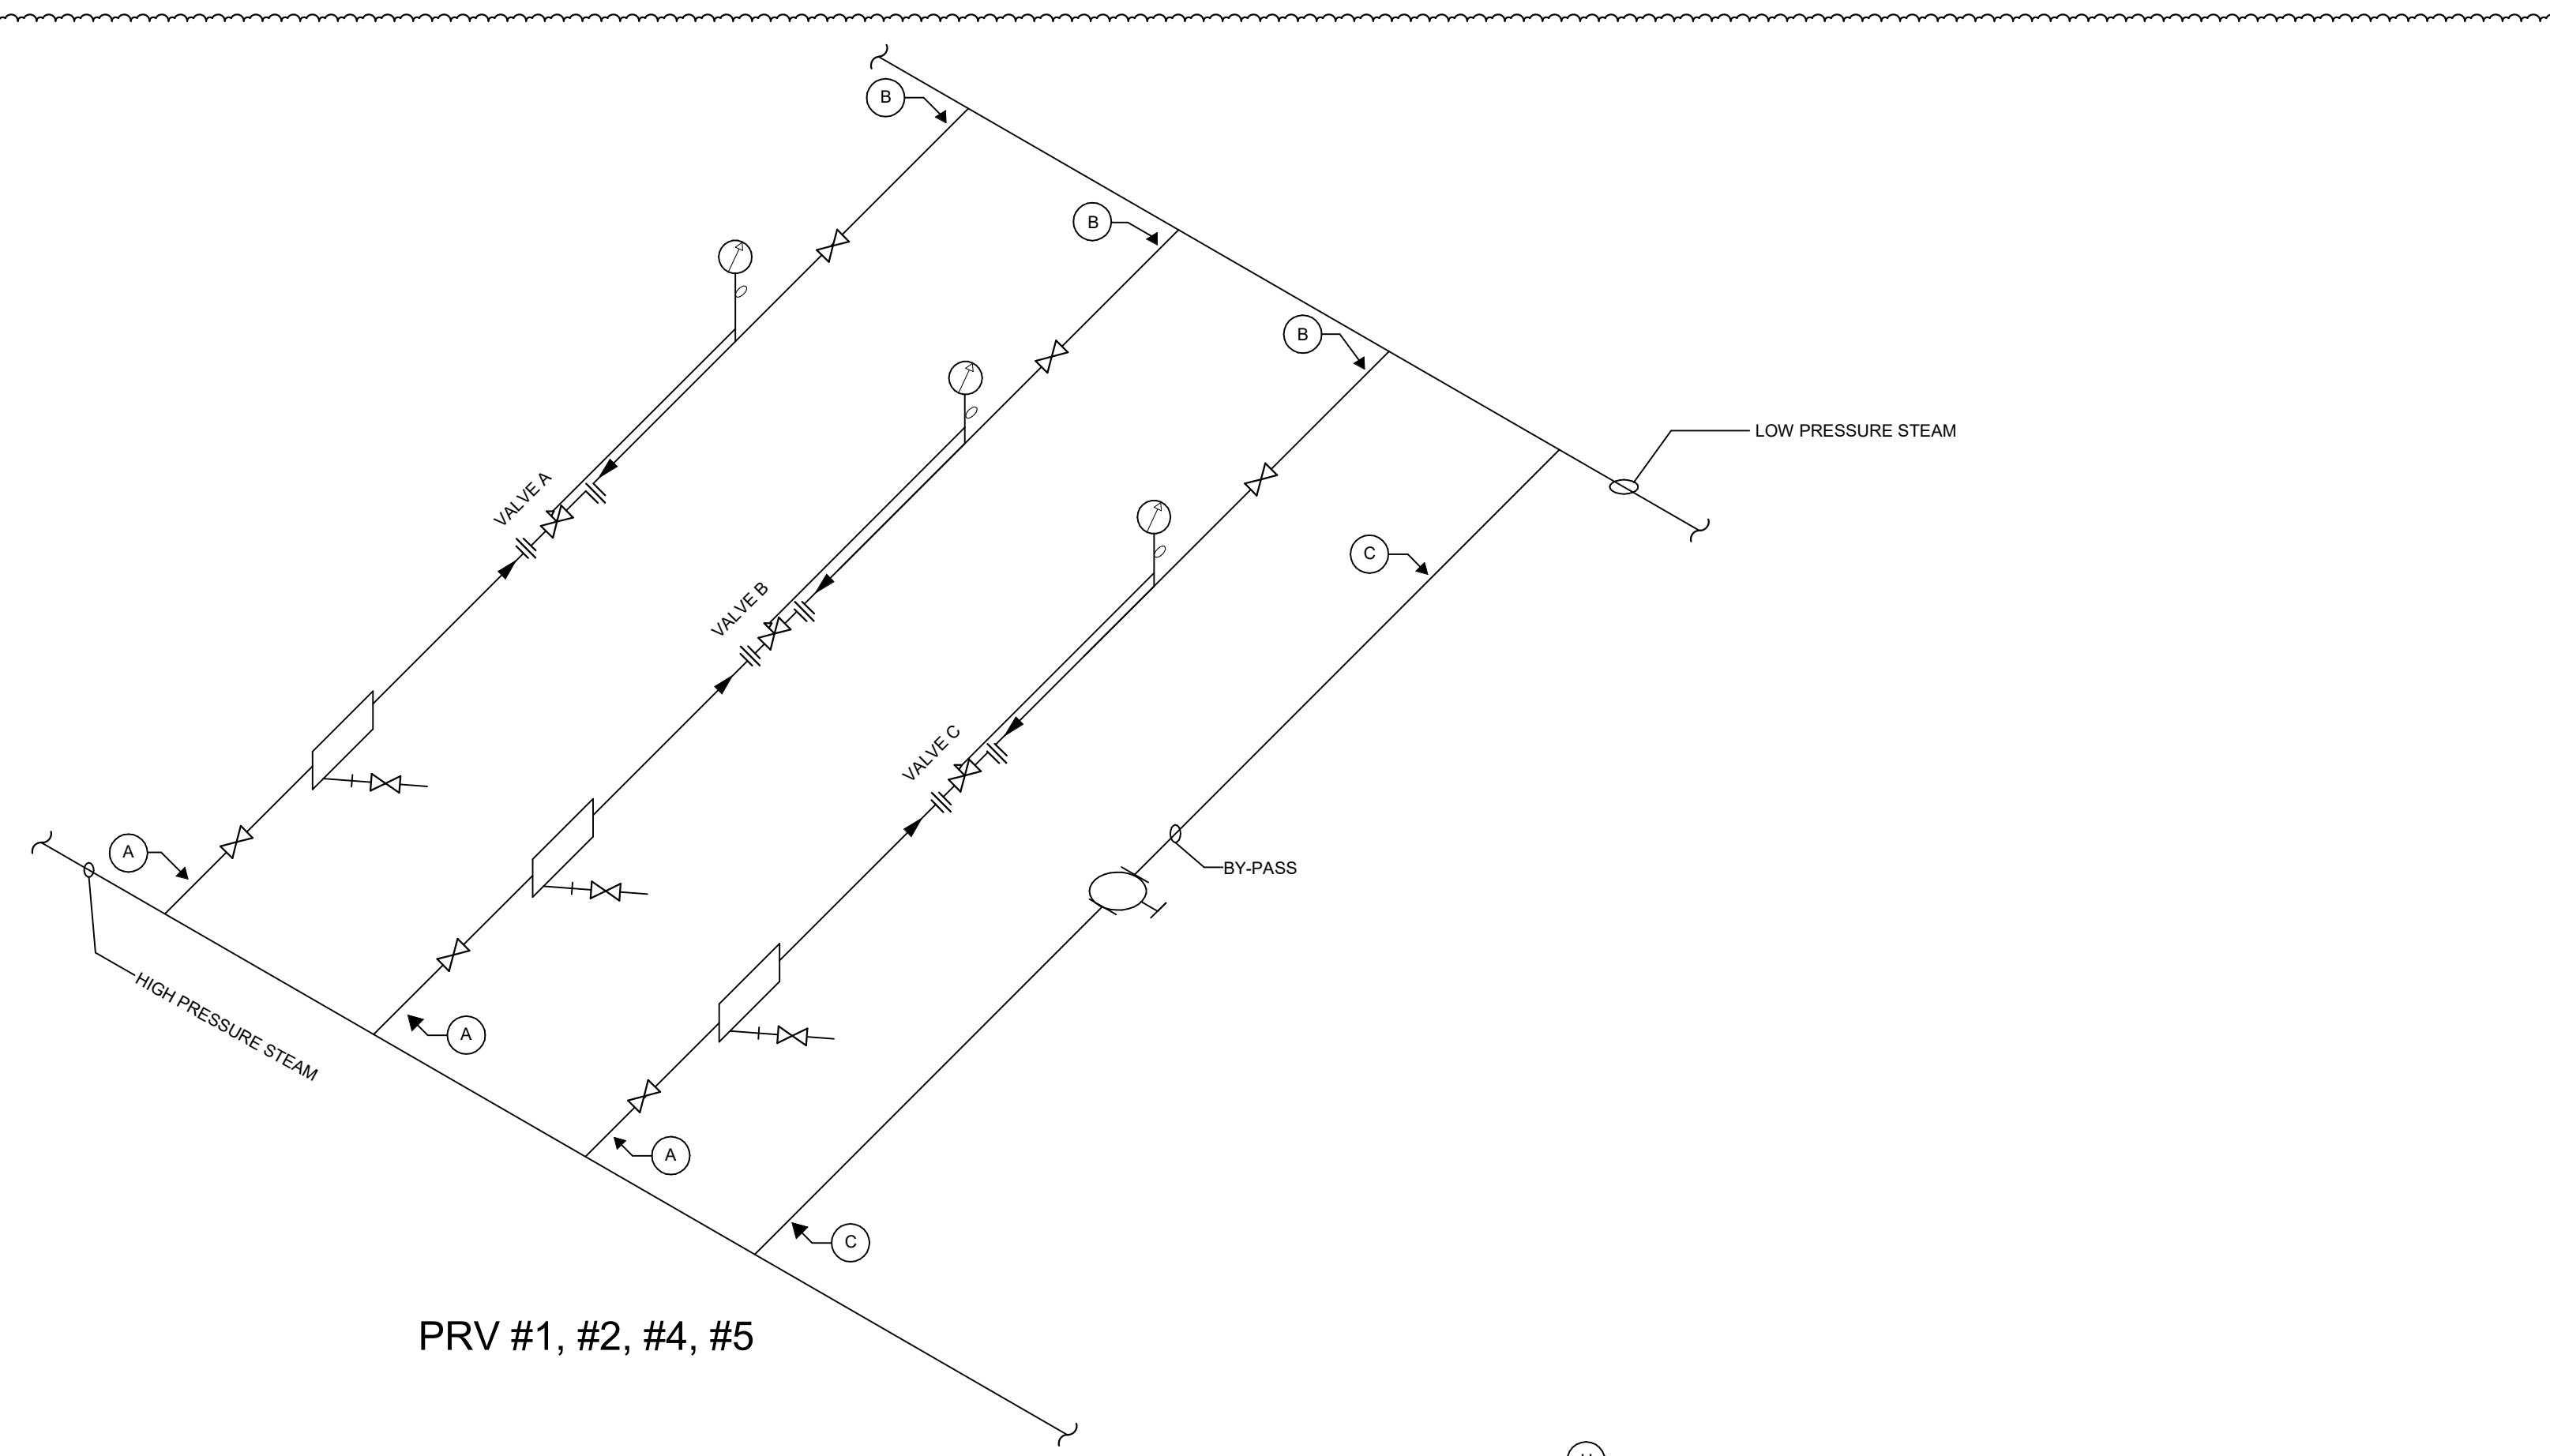 B
B
B
LOW PRESSURE STEAM
VALVE A
C
VALVE B
VALVE C
A
BY-PASS
HIGH PRESSURE STEAM
A
A
C
PRV #1, #2, #4, #5